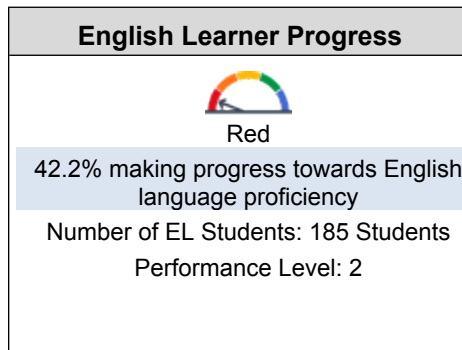 English Learner Progress
Red
42.2% making progress towards English
language proficiency
Number of EL Students: 185 Students
Performance Level: 2